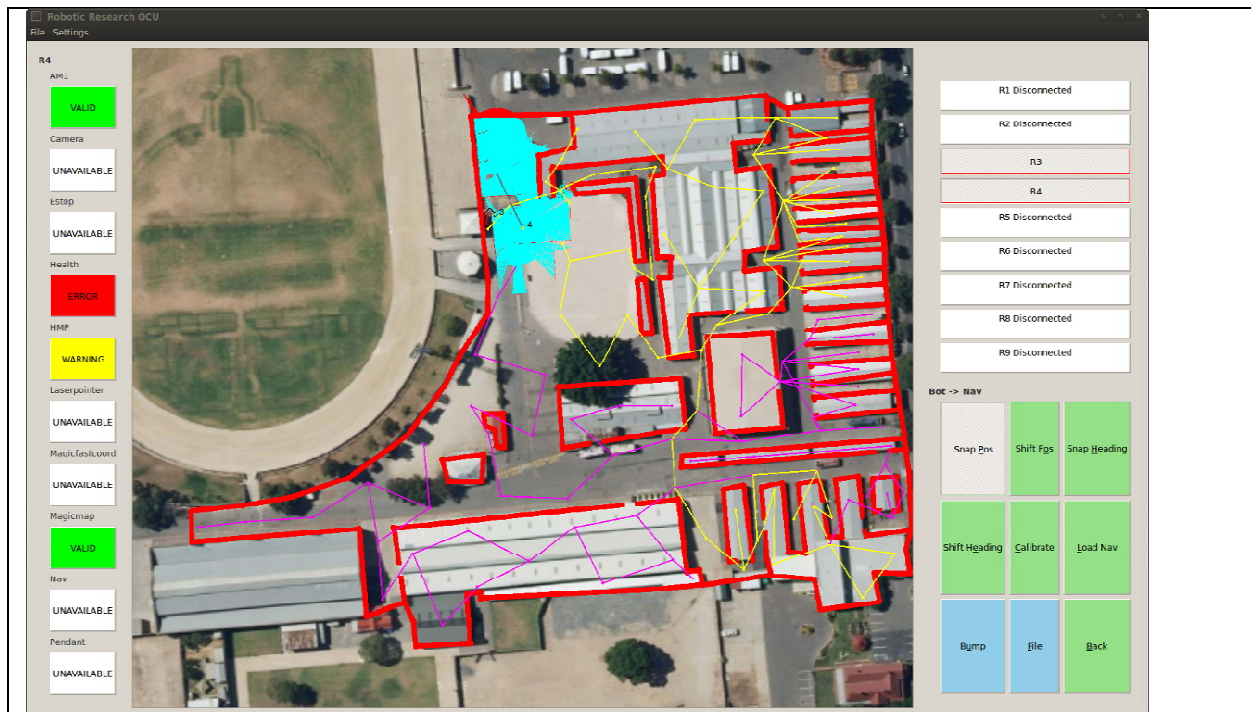 Robotic Research OCU
File Settings
R4
AM1
VALID
Camera
UNAVAILABLE
Estop
UNAVAILABLE
Health
ERROR
HMP
WARNING
Laserpointer
UNAVAILABLE
Magicfastcoord
UNAVAILABLE
Magicmap
VALID
Nav
UNAVAILABLE
Pendant
UNAVAILABLE
3
4
R1 Disconnected
R2 Disconnected
R3
R4
R5 Disconnected
R6 Disconnected
R7 Disconnected
R8 Disconnected
R9 Disconnected
Bot -> Nav
Snap Pos Shift Pos Snap Heading
Shift Heading Calibrate Load Nav
Bump File Back